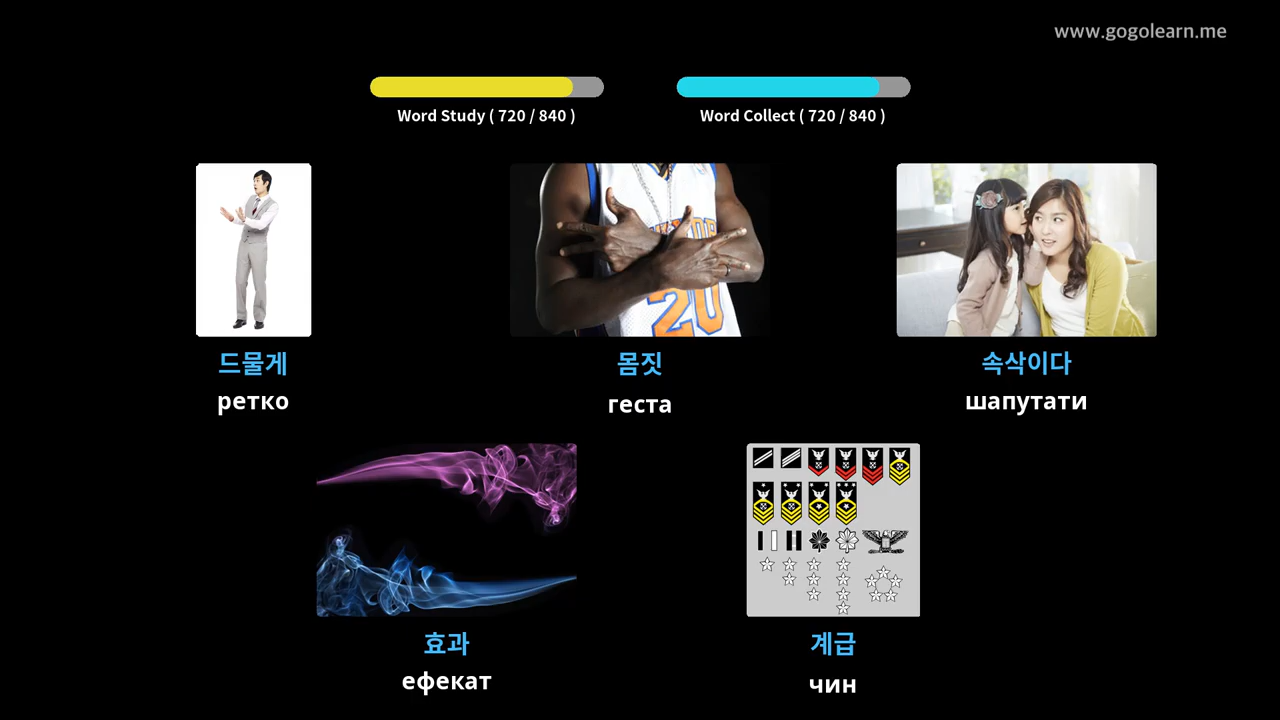 www.gogolearn.me
Word Study ( 720 / 840 )
Word Collect ( 720 / 840 )
드물게
ретко
몸짓
геста
속삭이다
шапутати
효과
ефекат
계급
чин
20